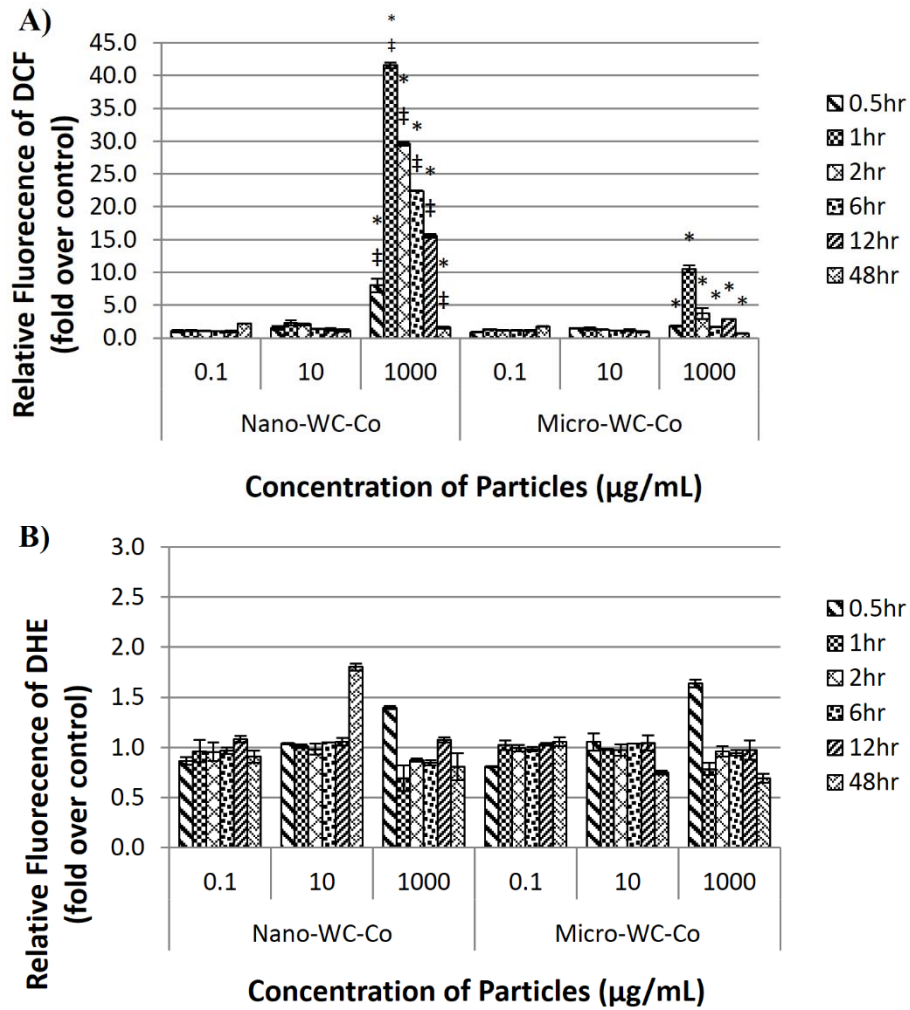 A)
Relative Fluorecence of DCF
(fold over control)
45.0
40.0
35.0
30.0
25.0
20.0
15.0
10.0
5.0
0.0
*
‡
*
‡
*
‡
*
‡
*
‡
*
‡
*
*
*
*
*
*
0.1 10 1000 0.1 10 1000
Nano-WC-Co Micro-WC-Co
Concentration of Particles (µg/mL)
0.5hr
1hr
2hr
6hr
12hr
48hr
B)
Relative Fluorecence of DHE
(fold over control)
3.0
2.5
2.0
1.5
1.0
0.5
0.0
0.1 10 1000 0.1 10 1000
Nano-WC-Co Micro-WC-Co
Concentration of Particles (µg/mL)
0.5hr
1hr
2hr
6hr
12hr
48hr